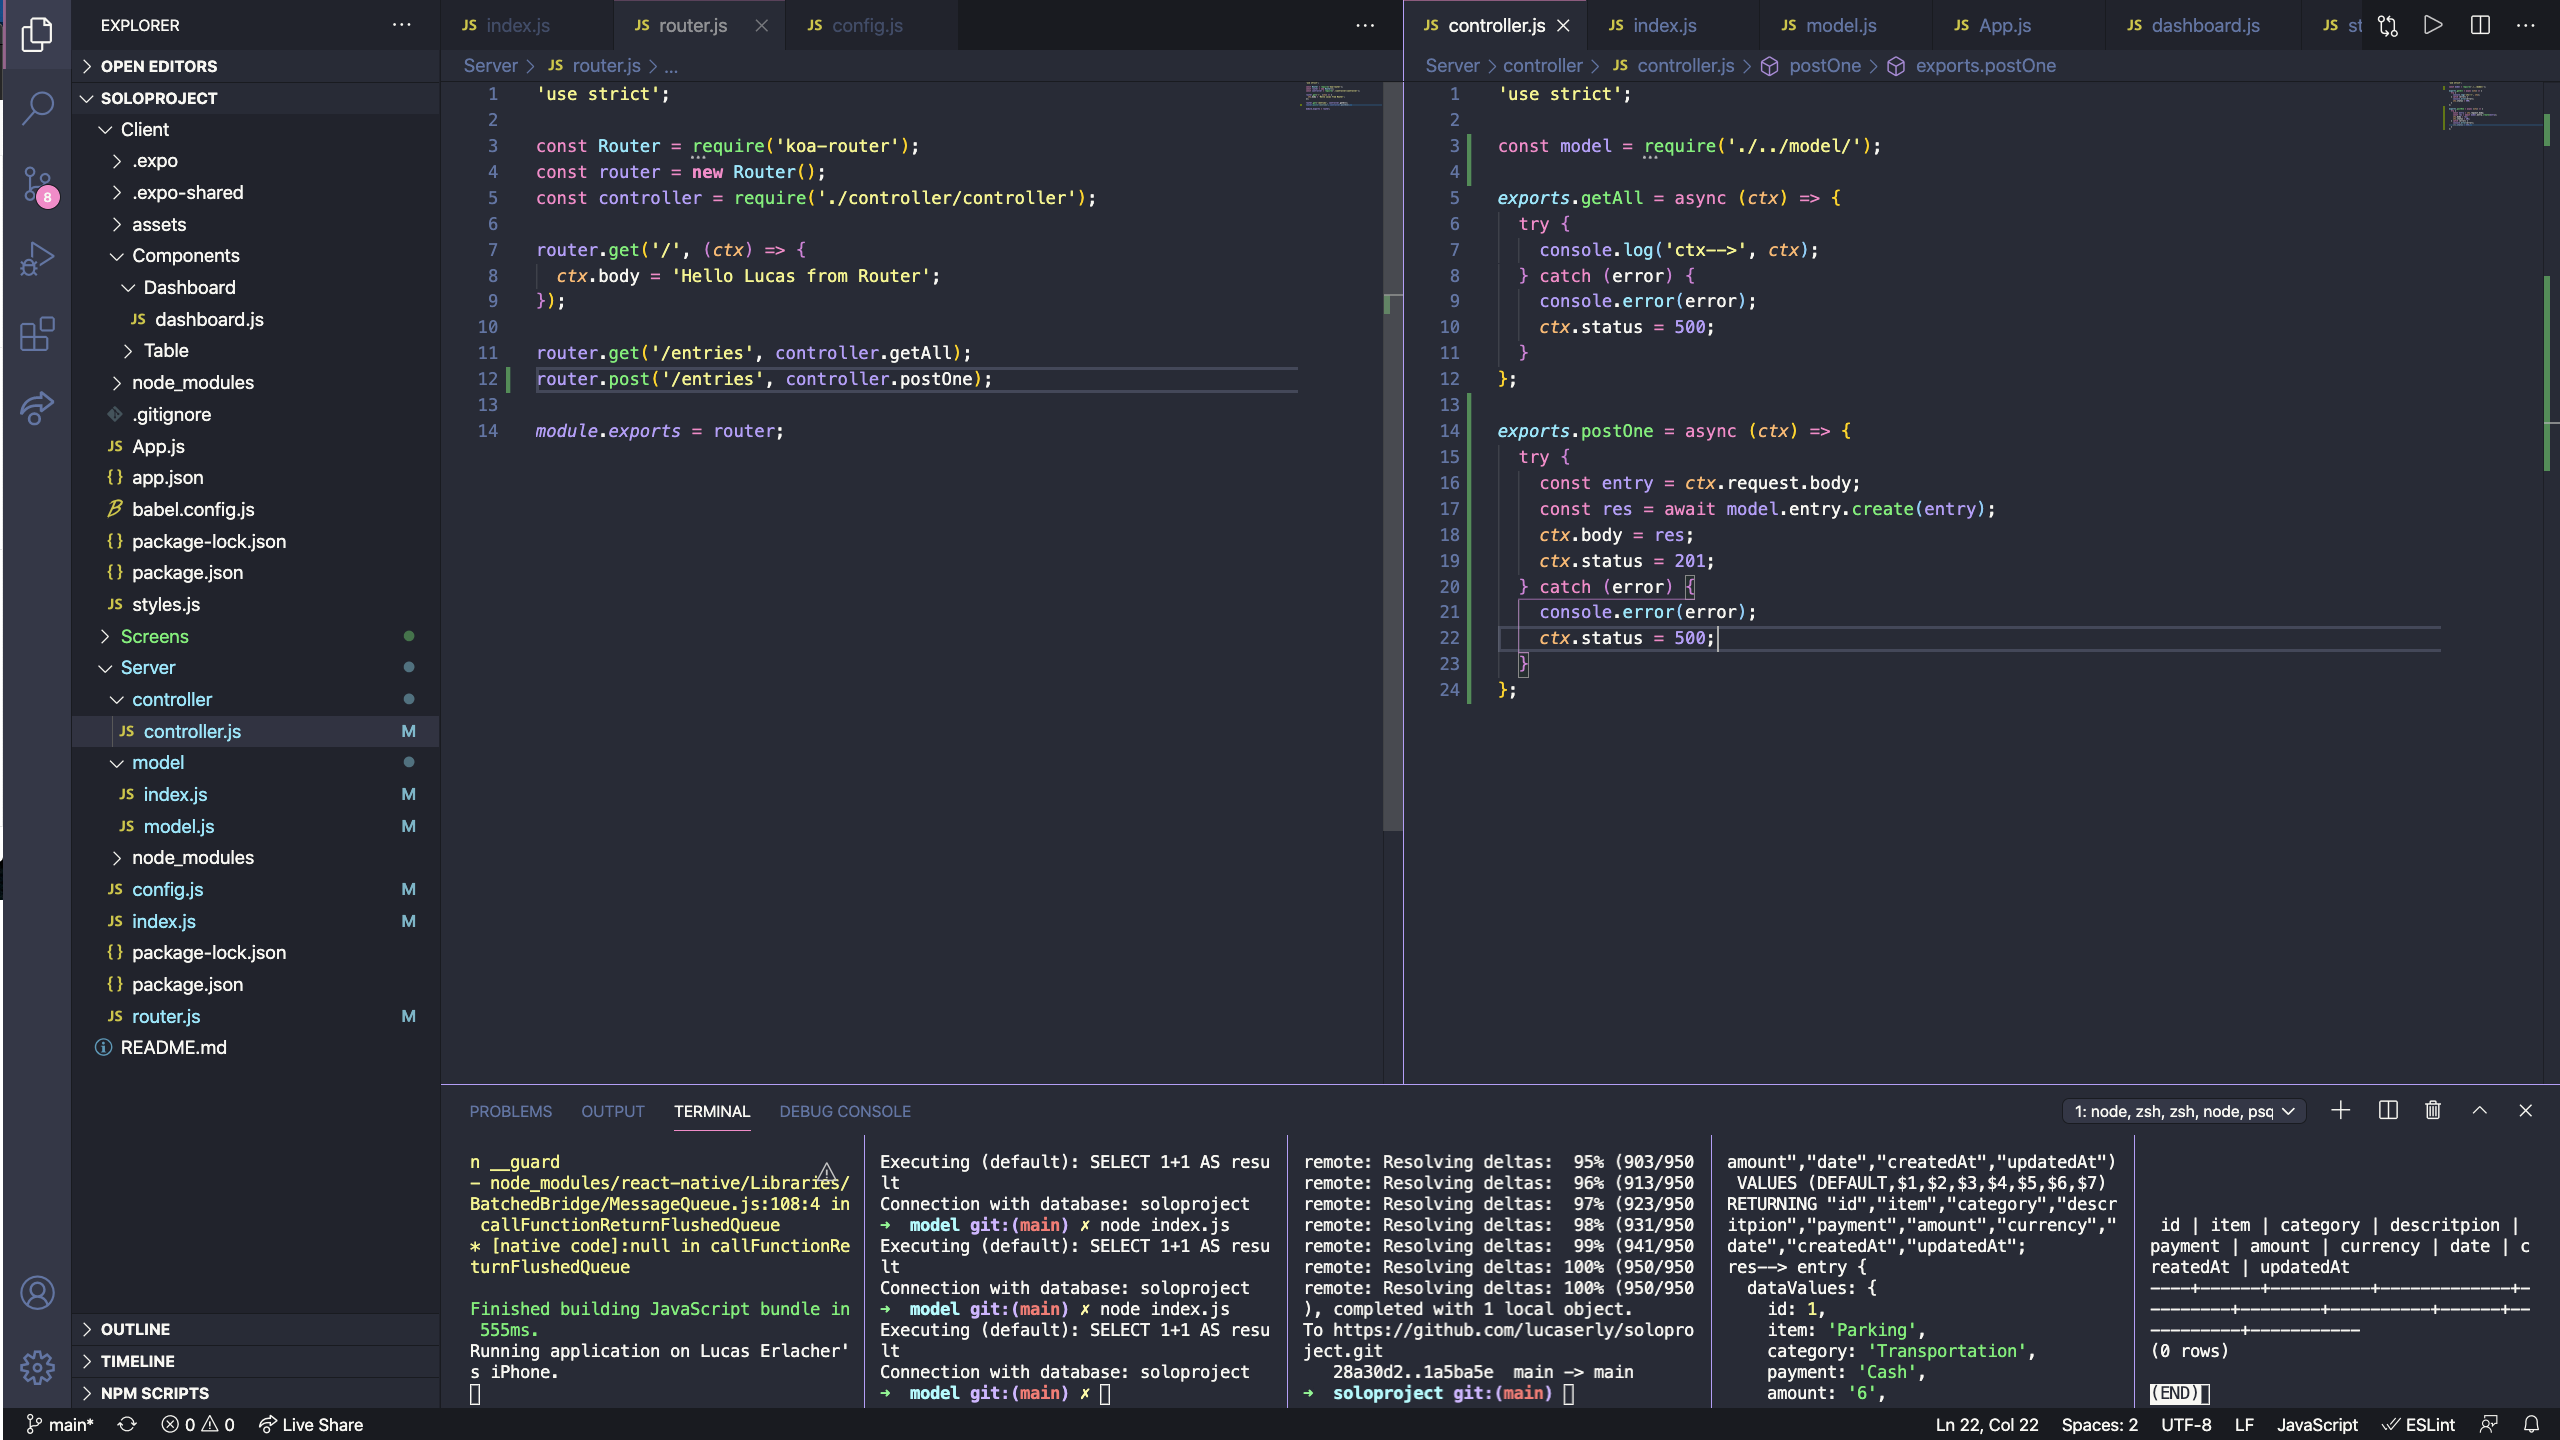 EXPLORER
OPEN EDITORS
SOLOPROJECT
Client
.expo
.expo-shared
assets
Components
Dashboard
JS dashboard.js
Table
node_modules
.gitignore
JS App.js
{} app.json
babel.config.js
{} package-lock.json
{} package.json
JS styles.js
Screens
Server
controller
JS controller.js M
model
JS index.js M
JS model.js M
node_modules
JS config.js M
JS index.js M
{} package-lock.json
{} package.json
JS router.js M
README.md
OUTLINE
TIMELINE
NPM SCRIPTS
8
JS index.js JS router.js JS config.js
Server > JS router.js > ...
1 'use strict';
2
3 const Router = require('koa-router');
4 const router = new Router();
5 const controller = require('./controller/controller');
6
7 router.get('/', (ctx) => {
8 ctx.body = 'Hello Lucas from Router';
9 });
10
11 router.get('/entries', controller.getAll);
12 router.post('/entries', controller.postOne);
13
14 module.exports = router;
JS controller.js JS index.js JS model.js JS App.js JS dashboard.js JS st
Server > controller > JS controller.js > postOne > exports.postOne
1 'use strict';
2
3 const model = require('./../model/');
4
5 exports.getAll = async (ctx) => {
6 try {
7 console.log('ctx-->', ctx);
8 } catch (error) {
9 console.error(error);
10 ctx.status = 500;
11 }
12 };
13
14 exports.postOne = async (ctx) => {
15 try {
16 const entry = ctx.request.body;
17 const res = await model.entry.create(entry);
18 ctx.body = res;
19 ctx.status = 201;
20 } catch (error) {
21 console.error(error);
22 ctx.status = 500;
23 }
24 };
PROBLEMS OUTPUT TERMINAL DEBUG CONSOLE
1: node, zsh, zsh, node, psq
n __guard
- node_modules/react-native/Libraries/
BatchedBridge/MessageQueue.js:108:4 in
callFunctionReturnFlushedQueue
* [native code]:null in callFunctionRe
turnFlushedQueue
Finished building JavaScript bundle in
555ms.
Running application on Lucas Erlacher'
s iPhone.
Executing (default): SELECT 1+1 AS resu
lt
Connection with database: soloproject
➜ model git:(main) ✗ node index.js
Executing (default): SELECT 1+1 AS resu
lt
Connection with database: soloproject
➜ model git:(main) ✗ node index.js
Executing (default): SELECT 1+1 AS resu
lt
Connection with database: soloproject
➜ model git:(main) ✗
remote: Resolving deltas: 95% (903/950
remote: Resolving deltas: 96% (913/950
remote: Resolving deltas: 97% (923/950
remote: Resolving deltas: 98% (931/950
remote: Resolving deltas: 99% (941/950
remote: Resolving deltas: 100% (950/950
remote: Resolving deltas: 100% (950/950
), completed with 1 local object.
To https://github.com/lucaserly/solopro
ject.git
28a30d2..1a5ba5e main -> main
➜ soloproject git:(main)
amount","date","createdAt","updatedAt")
VALUES (DEFAULT,$1,$2,$3,$4,$5,$6,$7)
RETURNING "id","item","category","descr
itpion","payment","amount","currency","
date","createdAt","updatedAt";
res--> entry {
dataValues: {
id: 1,
item: 'Parking',
category: 'Transportation',
payment: 'Cash',
amount: '6',
id | item | category | descritpion |
payment | amount | currency | date | c
reatedAt | updatedAt
----+------+----------+-------------+-
--------+--------+----------+------+--
---------+-----------
(0 rows)
(END)
main* 0 0 Live Share
Ln 22, Col 22 Spaces: 2 UTF-8 LF JavaScript ESLint